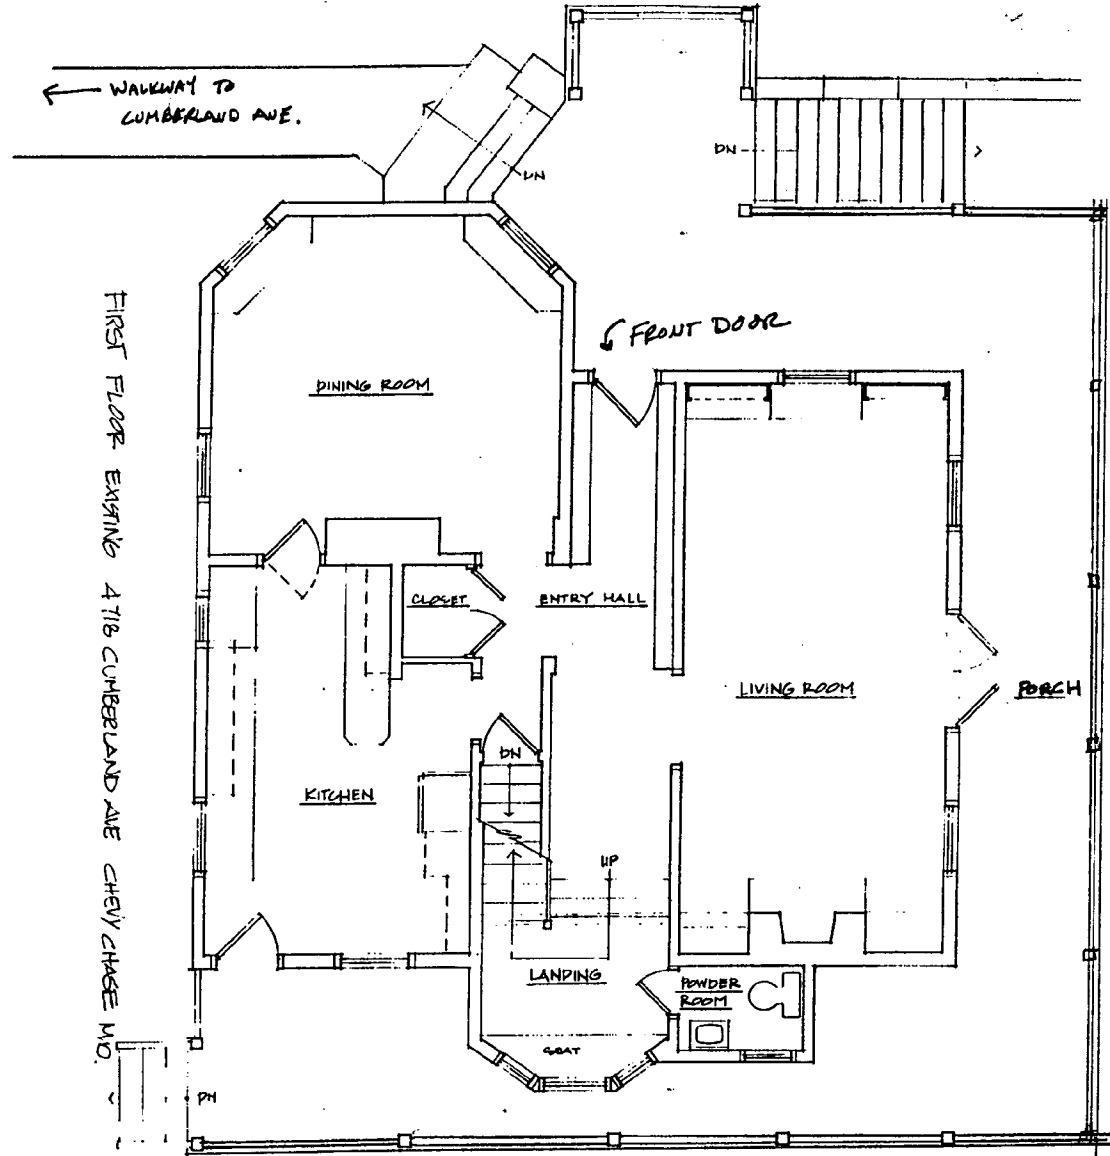 WALKWAY TO
CUMBERLAND AVE.
DN
DN
FRONT DOOR
DINING ROOM
CLOSET
ENTRY HALL
LIVING ROOM
PORCH
DN
KITCHEN
UP
LANDING
POWDER
ROOM
SEAT
DN
FIRST FLOOR EXISTING 4718 CUMBERLAND AVE CHEVY CHASE MD.